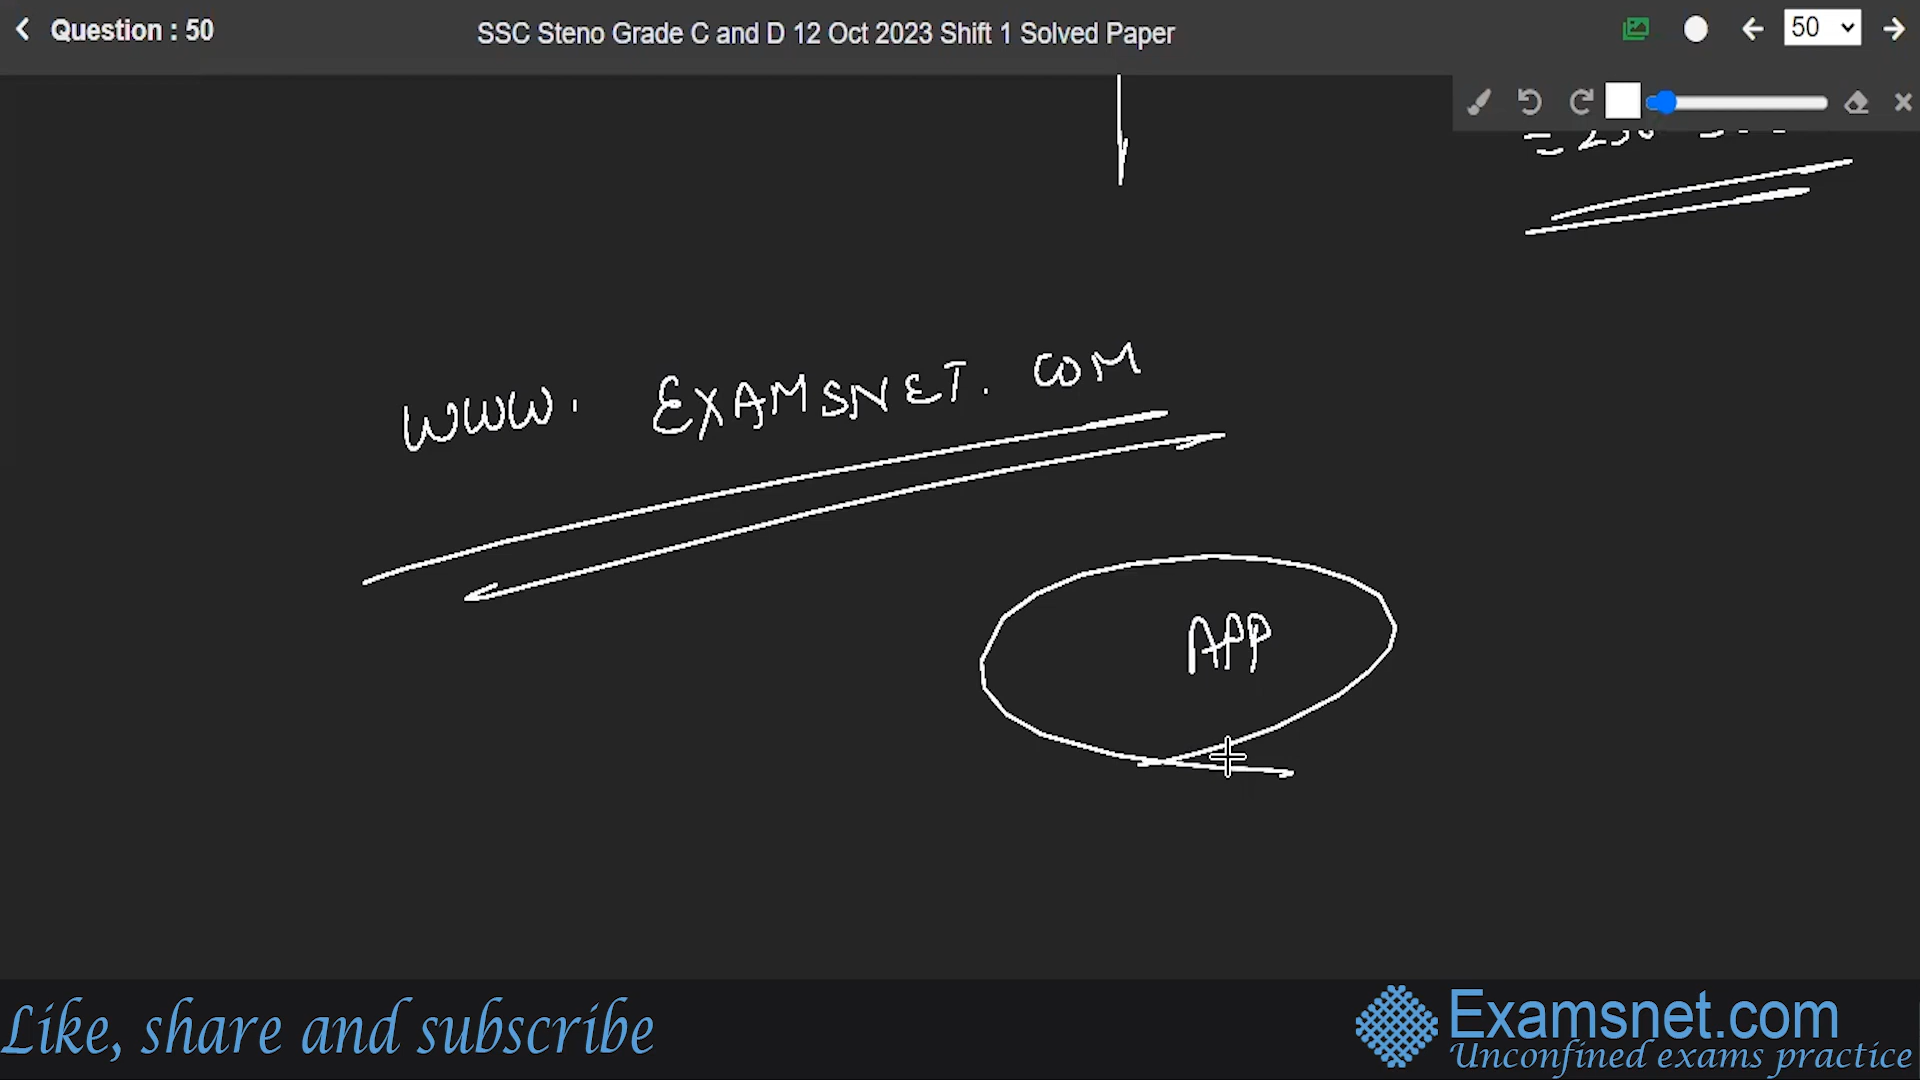 Question : 50
SSC Steno Grade C and D 12 Oct 2023 Shift 1 Solved Paper
50
WWW. EXAMSNET. COM
APP
Like, share and subscribe
Examsnet.com
Unconfined exams practice